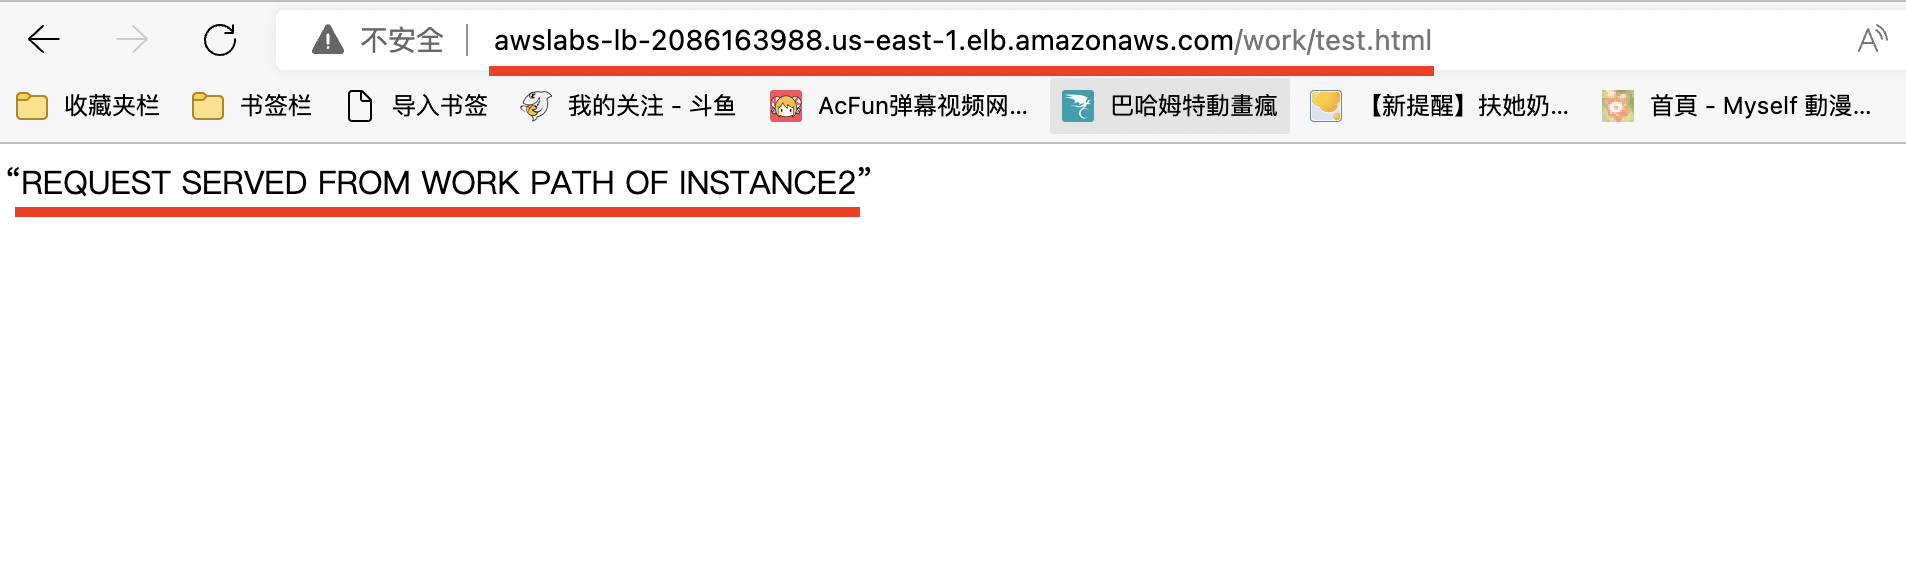 不安全 | awslabs-lb-2086163988.us-east-1.elb.amazonaws.com/work/test.html A
收藏夹栏 书签栏 导入书签 我的关注 - 斗鱼 AcFun弹幕视频网... 巴哈姆特動畫瘋 【新提醒】扶她奶... 首頁 - Myself 動漫...
“REQUEST SERVED FROM WORK PATH OF INSTANCE2”